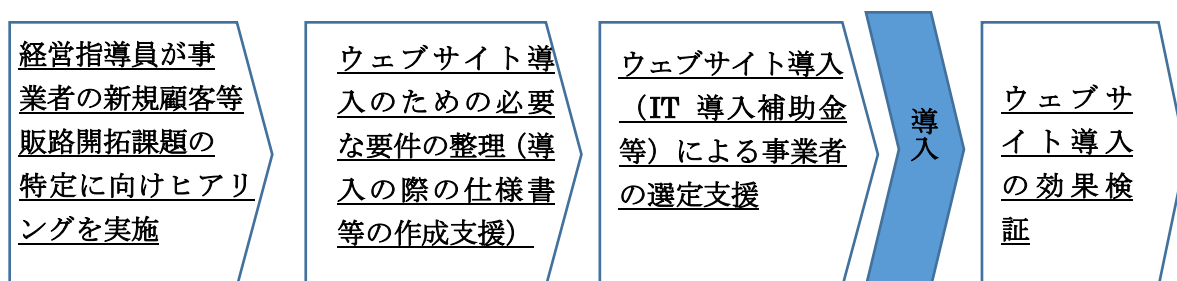 経営指導員が事
業者の新規顧客等
販路開拓課題の
特定に向けヒアリ
ングを実施
ウェブサイト導
入のための必要
な要件の整理（導
入の際の仕様書
等の作成支援）
ウェブサイト導入
（IT 導入補助金
等）による事業者
の選定支援
導入
ウェブサ
イト導入
の効果検
証